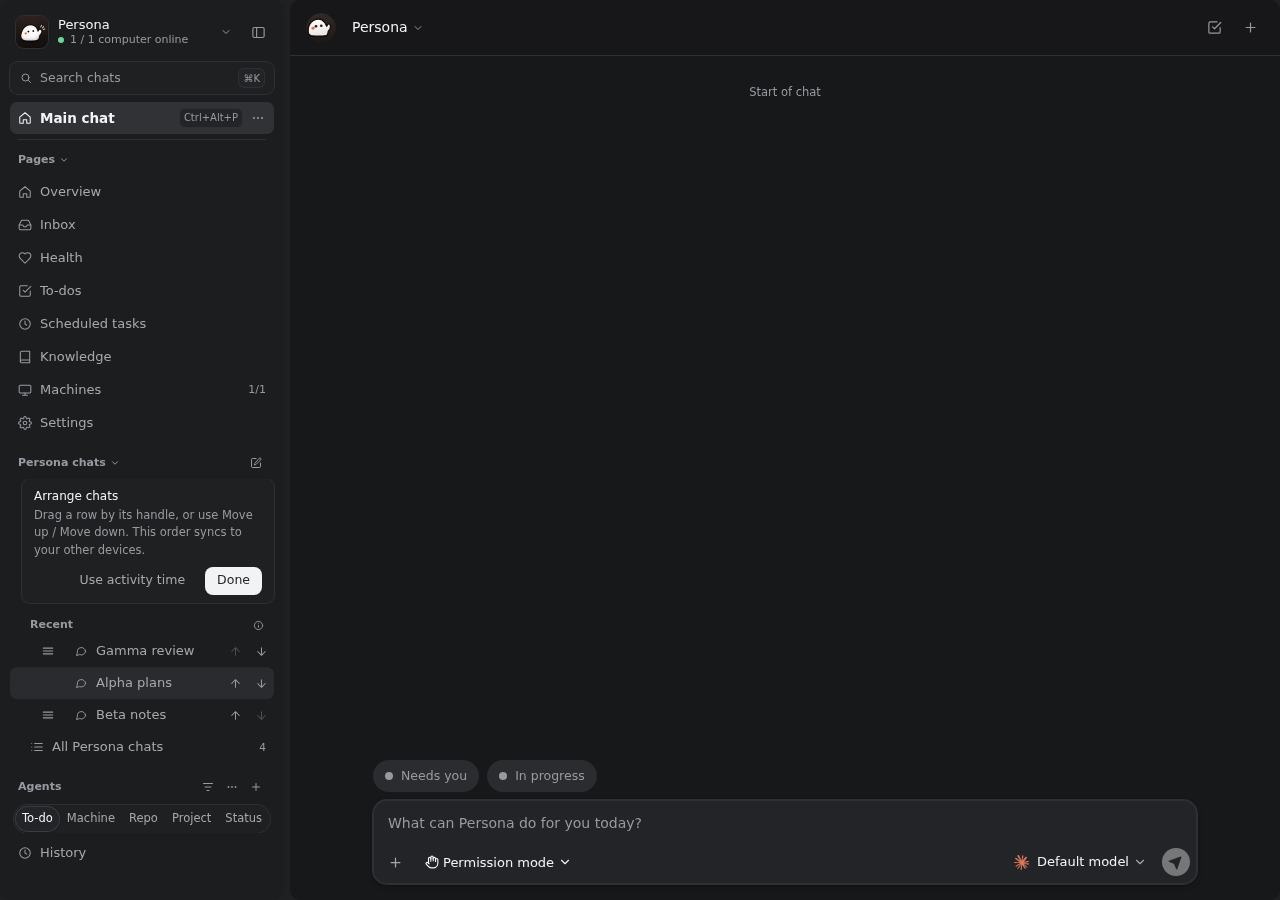 Persona
1 / 1 computer online
Search chats
⌘K
Main chat
Ctrl+Alt+P
Pages
Overview
Inbox
Health
To-dos
Scheduled tasks
Knowledge
Machines
1/1
Settings
Persona chats
Arrange chats
Drag a row by its handle, or use Move
up / Move down. This order syncs to
your other devices.
Use activity time
Done
Recent
Gamma review
Alpha plans
Beta notes
All Persona chats
4
Agents
To-do
Machine
Repo
Project
Status
History
Persona
Start of chat
Needs you
In progress
What can Persona do for you today?
Permission mode
Default model